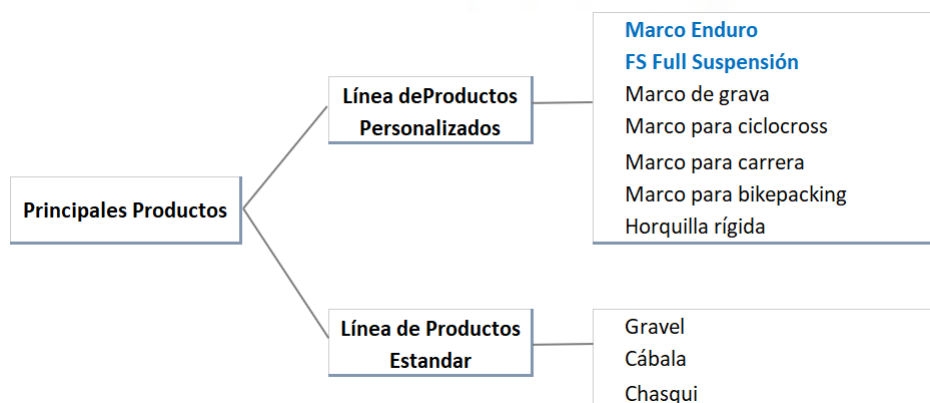 Principales Productos
Línea deProductos
Personalizados
Marco Enduro
FS Full Suspensión
Marco de grava
Marco para ciclocross
Marco para carrera
Marco para bikepacking
Horquilla rígida
Línea de Productos
Estandar
Gravel
Cábala
Chasqui